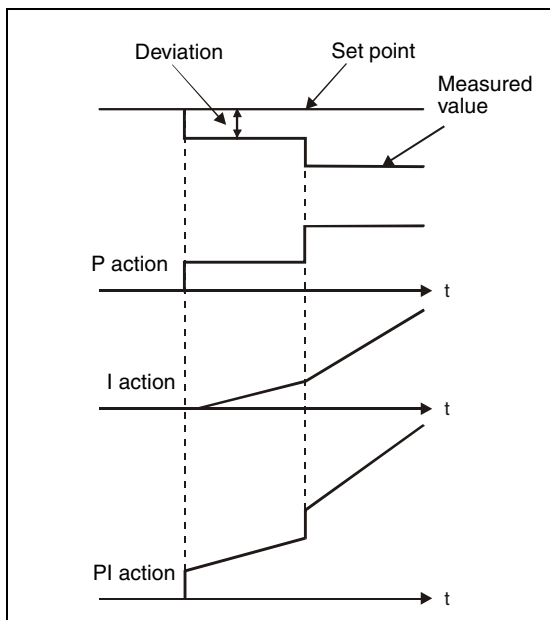 Deviation
Set point
Measured
value
P action
t
I action
t
PI action
t